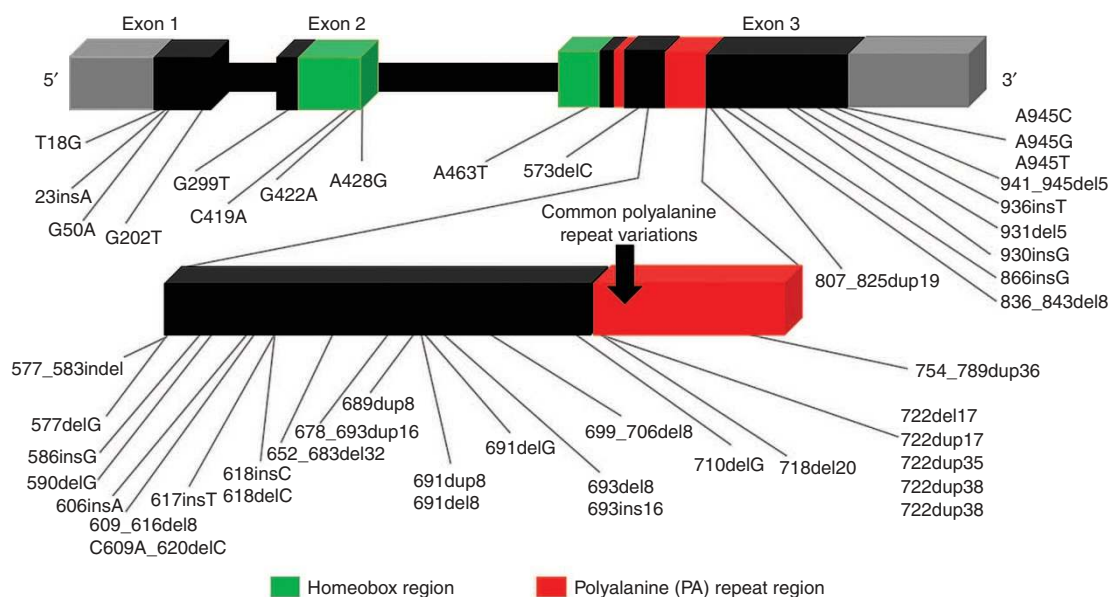 Exon 1
Exon 2
Exon 3
5′
3′
T18G
23insA
G50A
G202T
G299T
C419A
G422A
A428G
A463T
573delC
Common polyalanine
repeat variations
807_825dup19
A945C
A945G
A945T
941_945del5
936insT
931del5
930insG
866insG
836_843del8
577_583indel
577delG
586insG
590delG
606insA
609_616del8
C609A_620delC
617insT
618insC
618delC
652_683del32
678_693dup16
689dup8
691dup8
691del8
691delG
693del8
693ins16
699_706del8
710delG
718del20
722del17
722dup17
722dup35
722dup38
722dup38
754_789dup36
Homeobox region
Polyalanine (PA) repeat region